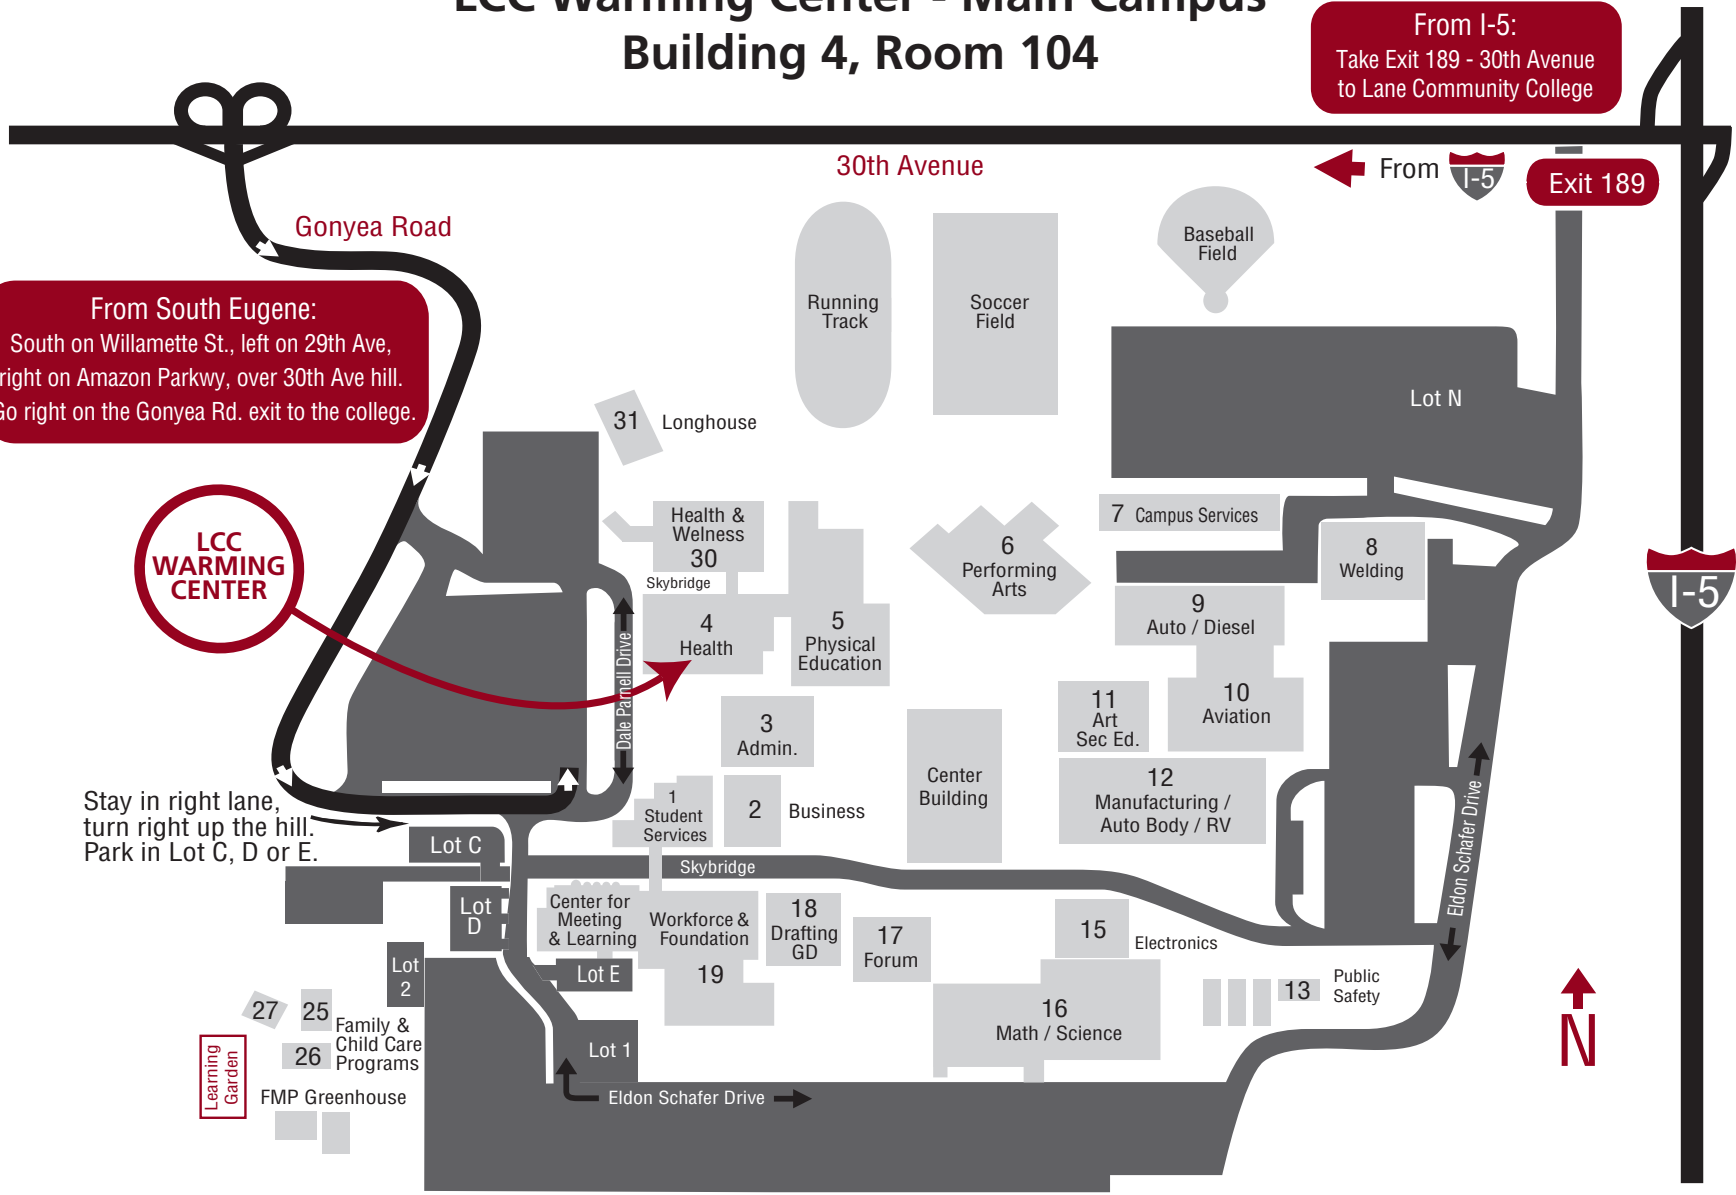 LCC Warming Center - Main Campus
Building 4, Room 104
From I-5:
Take Exit 189 - 30th Avenue
to Lane Community College
30th Avenue
From
I-5
Exit 189
Gonyea Road
From South Eugene:
South on Willamette St., left on 29th Ave,
right on Amazon Parkwy, over 30th Ave hill.
Go right on the Gonyea Rd. exit to the college.
Running
Track
Soccer
Field
Baseball
Field
Lot N
31 Longhouse
LCC
WARMING
CENTER
Health &
Welness
30
Skybridge
4
Health
5
Physical
Education
6
Performing
Arts
7 Campus Services
8
Welding
9
Auto / Diesel
10
Aviation
11
Art
Sec Ed.
12
Manufacturing /
Auto Body / RV
I-5
Dale Parnell Drive
3
Admin.
Center
Building
1
Student
Services
2 Business
Stay in right lane,
turn right up the hill.
Park in Lot C, D or E.
Lot C
Skybridge
Eldon Schafer Drive
Lot
D
Center for
Meeting
& Learning
Workforce &
Foundation
19
18
Drafting
GD
17
Forum
15
Electronics
Lot E
Lot
2
16
Math / Science
13
Public
Safety
27
25
26
Family &
Child Care
Programs
Learning
Garden
FMP Greenhouse
Lot 1
Eldon Schafer Drive
N